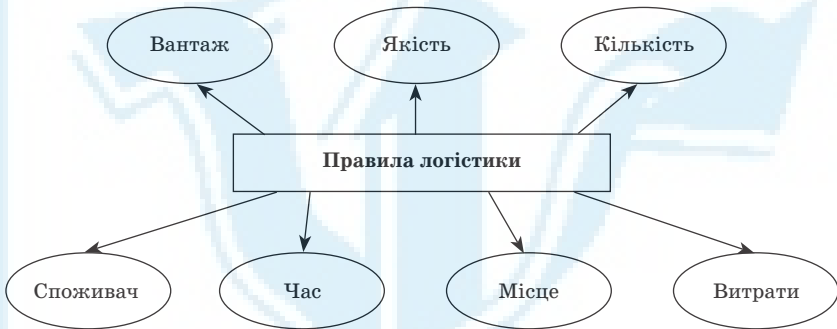 Вантаж
Якість
Кількість
Правила логістики
Споживач
Час
Місце
Витрати